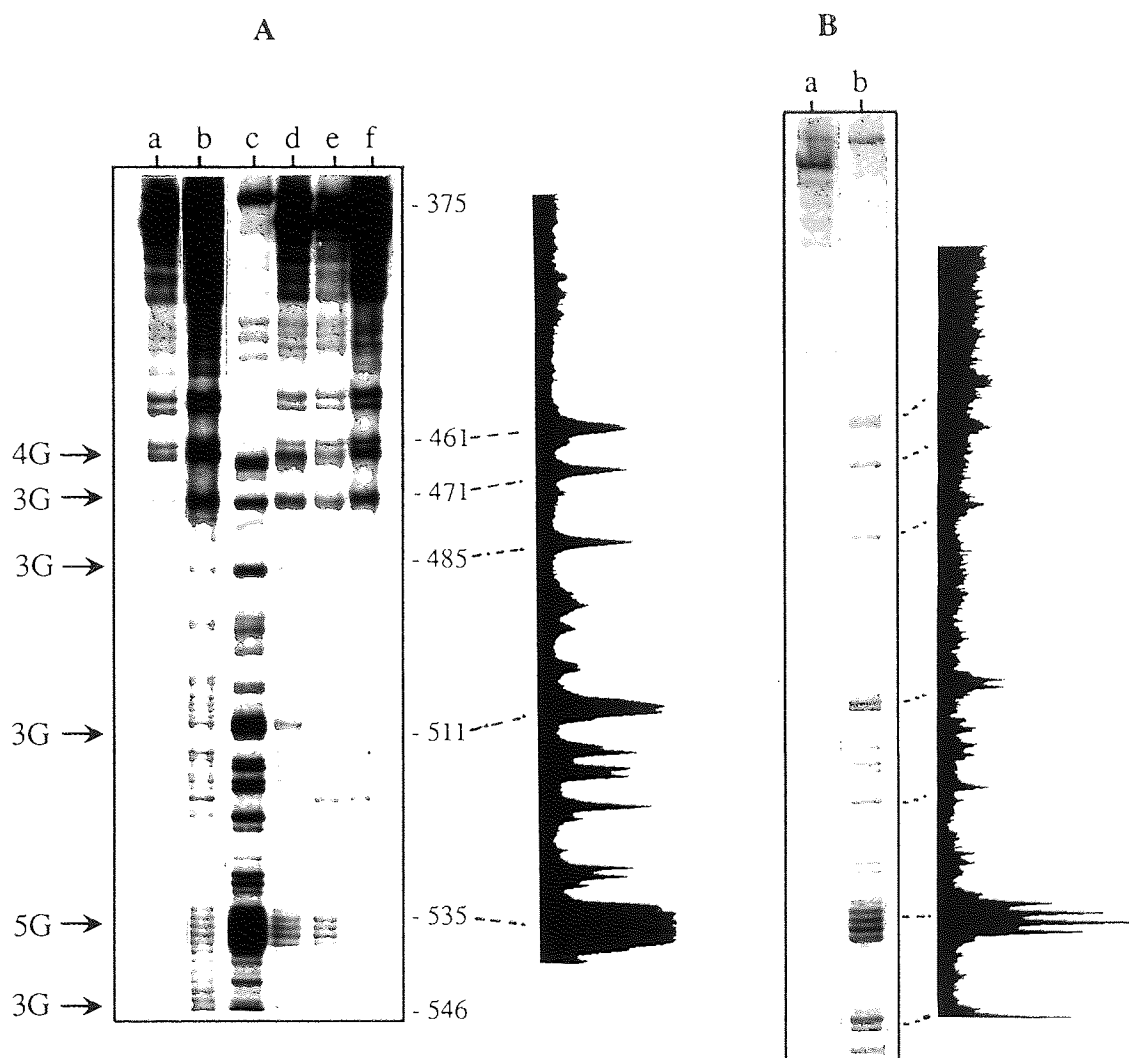 A
B
a b c d e f
a b
- 375
- 461
4G →
- 471
3G →
- 485
3G →
- 511
3G →
- 535
5G →
- 546
3G →